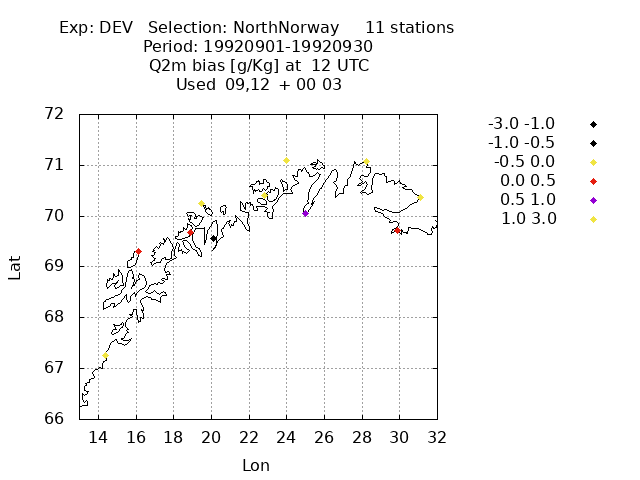 Exp: DEV Selection: NorthNorway 11 stations
Period: 19920901-19920930
Q2m bias [g/Kg] at 12 UTC
Used 09,12 + 00 03
72
71
70
69
68
67
66
Lat
14 16 18 20 22 24 26 28 30 32
Lon
-3.0 -1.0
-1.0 -0.5
-0.5 0.0
0.0 0.5
0.5 1.0
1.0 3.0